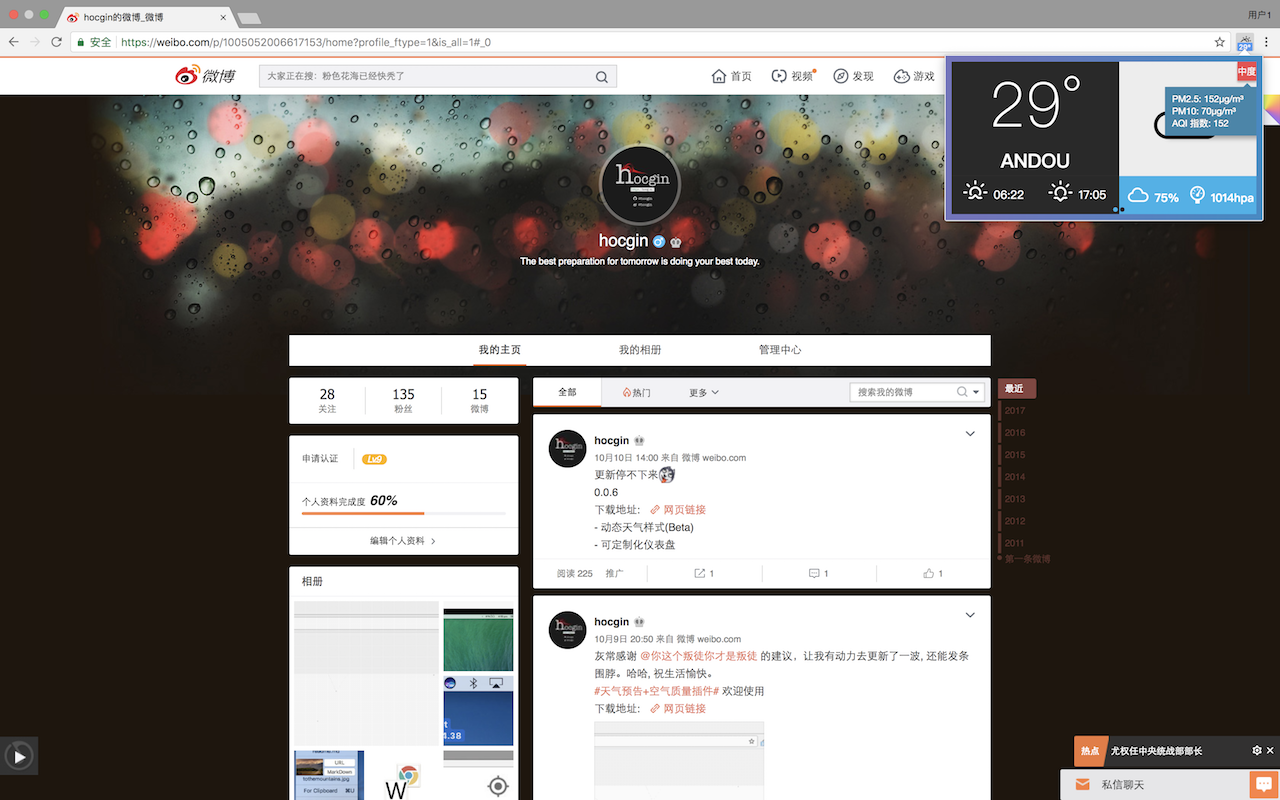 hocgin的微博_微博
用户1
安全 https://weibo.com/p/1005052006617153/home?profile_ftype=1&is_all=1#_0
29°
微博
大家正在搜：粉色花海已经快秃了
首页
视频
发现
游戏
29°
ANDOU
06:22
17:05
中度
PM2.5: 152μg/m³
PM10: 70μg/m³
AQI 指数: 152
75%
1014hpa
hocgin
hocgin
The best preparation for tomorrow is doing your best today.
我的主页
我的相册
管理中心
28
关注
135
粉丝
15
微博
申请认证
Lv9
个人资料完成度 60%
编辑个人资料 >
相册
t
4.38
URL
MarkDown
tothemountains.jpg
For Clipboard ⌘U
W
全部
热门
更多
搜索我的微博
hocgin
10月10日 14:00 来自 微博 weibo.com
更新停不下来
0.0.6
下载地址： 网页链接
- 动态天气样式(Beta)
- 可定制化仪表盘
阅读 225 推广
1
1
1
hocgin
10月9日 20:50 来自 微博 weibo.com
灰常感谢 @你这个叛徒你才是叛徒 的建议，让我有动力去更新了一波, 还能发条
围脖。哈哈, 祝生活愉快。
#天气预告+空气质量插件# 欢迎使用
下载地址： 网页链接
最近
2017
2016
2015
2014
2013
2012
2011
第一条微博
热点
尤权任中央统战部部长
私信聊天